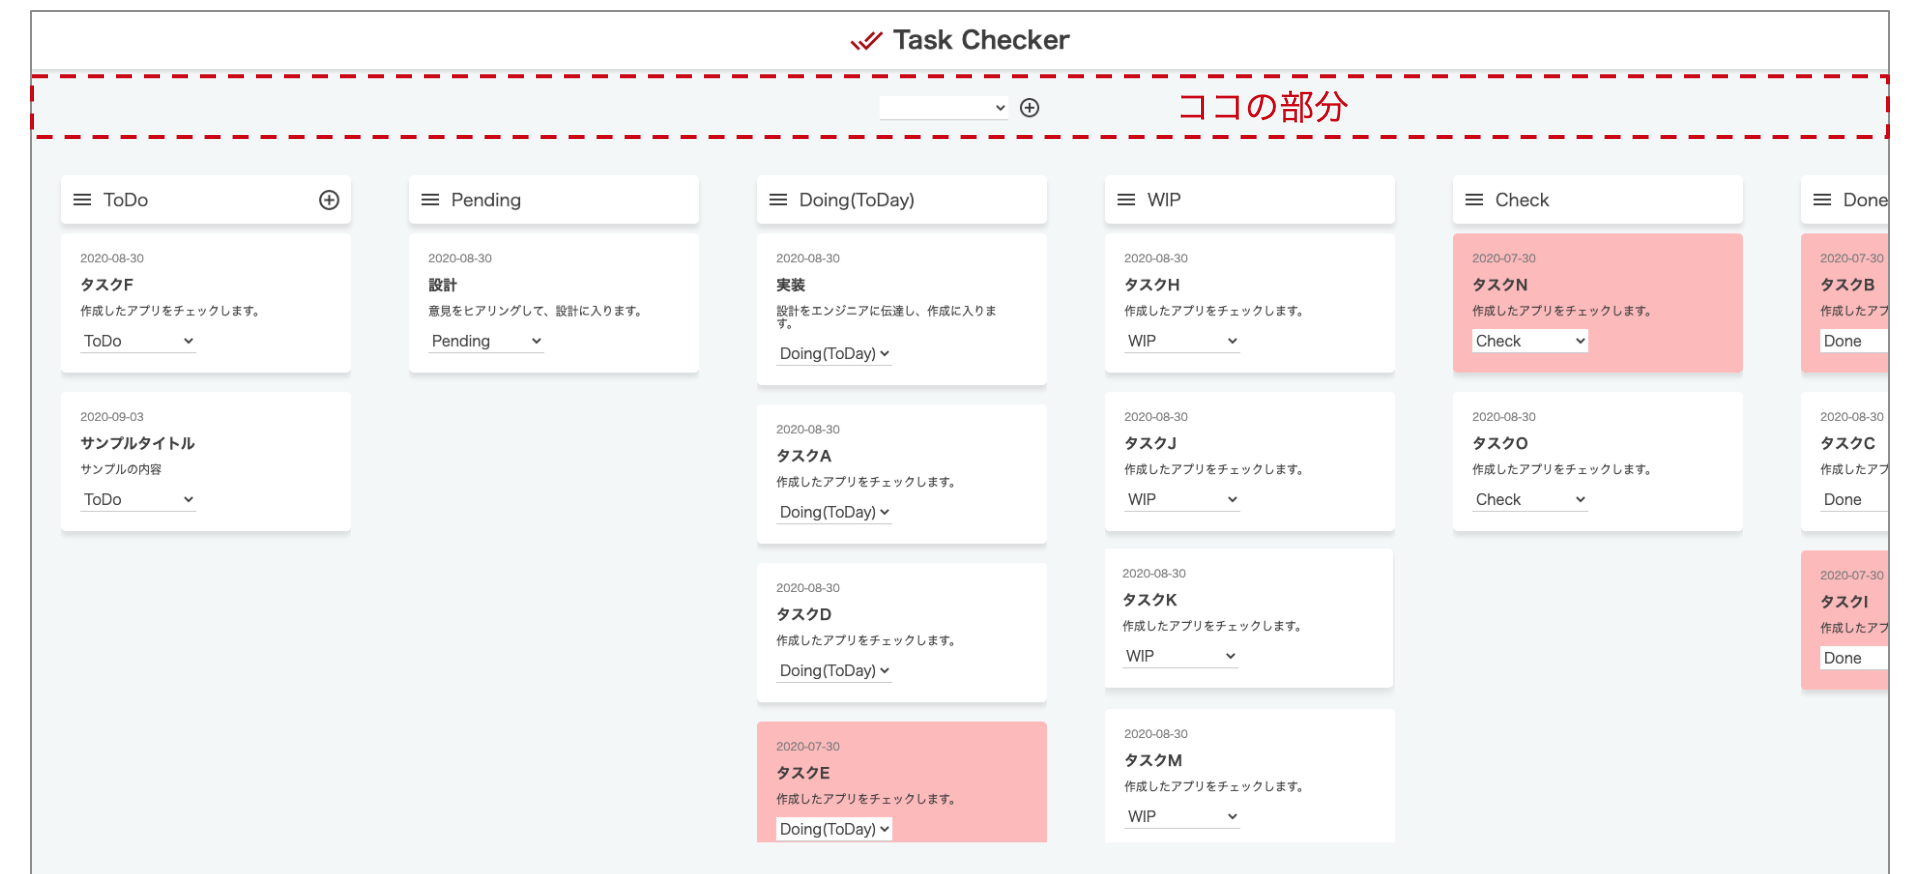 Task Checker
ココの部分
ToDo
2020-08-30
タスクF
作成したアプリをチェックします。
ToDo
2020-09-03
サンプルタイトル
サンプルの内容
ToDo
Pending
2020-08-30
設計
意見をヒアリングして、設計に入ります。
Pending
Doing(ToDay)
2020-08-30
実装
設計をエンジニアに伝達し、作成に入りま
す。
Doing(ToDay)
2020-08-30
タスクA
作成したアプリをチェックします。
Doing(ToDay)
2020-08-30
タスクD
作成したアプリをチェックします。
Doing(ToDay)
2020-07-30
タスクE
作成したアプリをチェックします。
Doing(ToDay)
WIP
2020-08-30
タスクH
作成したアプリをチェックします。
WIP
2020-08-30
タスクJ
作成したアプリをチェックします。
WIP
2020-08-30
タスクK
作成したアプリをチェックします。
WIP
2020-08-30
タスクM
作成したアプリをチェックします。
WIP
Check
2020-07-30
タスクN
作成したアプリをチェックします。
Check
2020-08-30
タスクO
作成したアプリをチェックします。
Check
Done
2020-07-30
タスクB
作成したアプ
Done
2020-08-30
タスクC
作成したアプ
Done
2020-07-30
タスクI
作成したアプ
Done